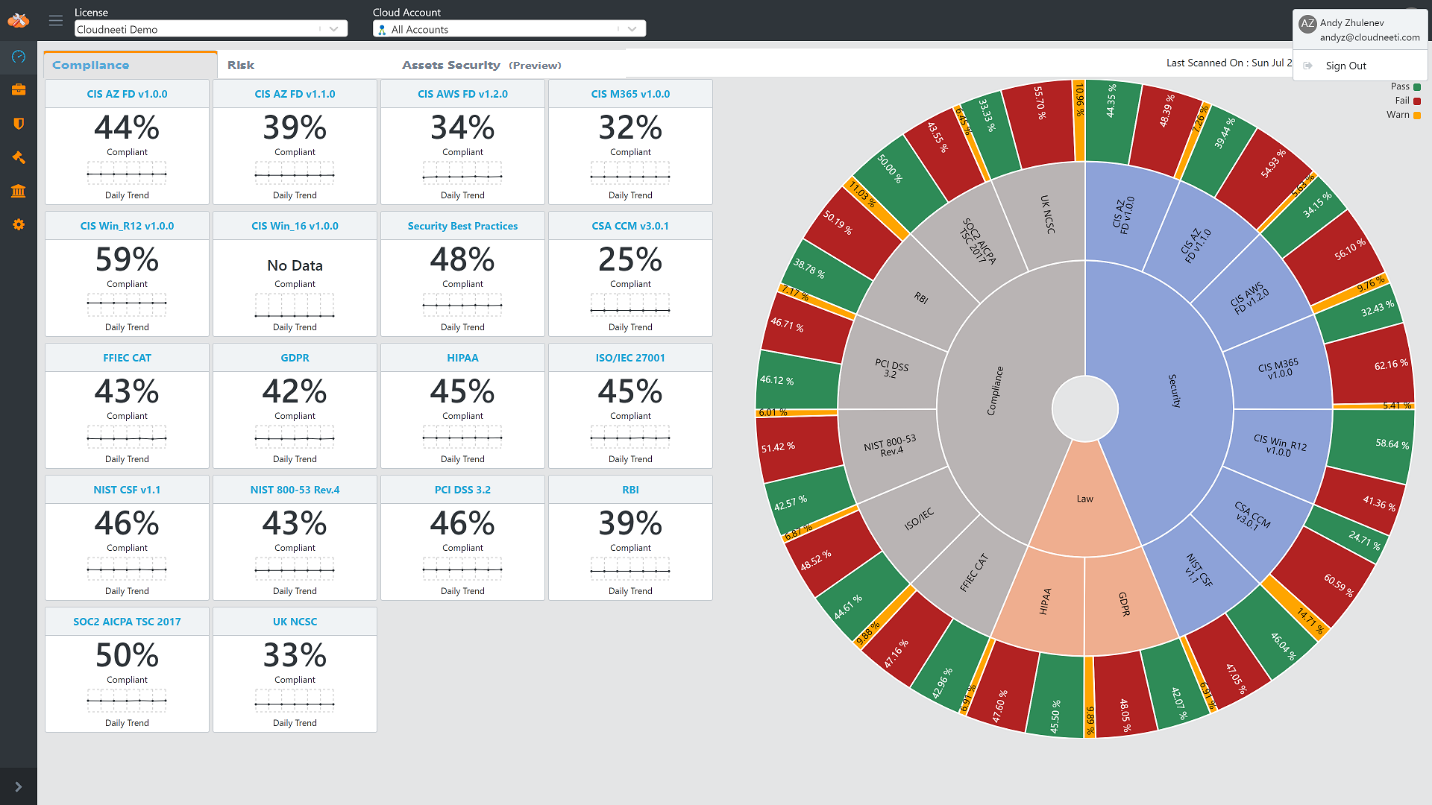 License
Cloudneeti Demo
Cloud Account
All Accounts
AZ
Andy Zhulenev
andyz@cloudneeti.com
Sign Out
Compliance
Risk
Assets Security (Preview)
Last Scanned On : Sun Jul 2
Pass
Fail
Warn
CIS AZ FD v1.0.0
44%
Compliant
Daily Trend
CIS AZ FD v1.1.0
39%
Compliant
Daily Trend
CIS AWS FD v1.2.0
34%
Compliant
Daily Trend
CIS M365 v1.0.0
32%
Compliant
Daily Trend
CIS Win_R12 v1.0.0
59%
Compliant
Daily Trend
CIS Win_16 v1.0.0
No Data
Compliant
Daily Trend
Security Best Practices
48%
Compliant
Daily Trend
CSA CCM v3.0.1
25%
Compliant
Daily Trend
FFIEC CAT
43%
Compliant
Daily Trend
GDPR
42%
Compliant
Daily Trend
HIPAA
45%
Compliant
Daily Trend
ISO/IEC 27001
45%
Compliant
Daily Trend
NIST CSF v1.1
46%
Compliant
Daily Trend
NIST 800-53 Rev.4
43%
Compliant
Daily Trend
PCI DSS 3.2
46%
Compliant
Daily Trend
RBI
39%
Compliant
Daily Trend
SOC2 AICPA TSC 2017
50%
Compliant
Daily Trend
UK NCSC
33%
Compliant
Daily Trend
Security
CIS AZ
FD v1.0.0
44.35 %
48.39 %
7.26 %
CIS AZ
FD v1.1.0
39.44 %
54.93 %
5.63 %
CIS AWS
FD v1.2.0
34.15 %
56.10 %
9.76 %
CIS M365
v1.0.0
32.43 %
62.16 %
5.41 %
CIS Win_R12
v1.0.0
58.64 %
41.36 %
CSA CCM
v3.0.1
24.71 %
60.59 %
14.71 %
NIST CSF
v1.1
46.04 %
47.05 %
6.91 %
Law
GDPR
42.07 %
48.05 %
9.89 %
HIPAA
45.50 %
47.60 %
6.91 %
Compliance
FFIEC CAT
42.96 %
47.16 %
9.88 %
ISO/IEC
44.61 %
48.52 %
6.87 %
NIST 800-53
Rev.4
42.57 %
51.42 %
6.01 %
PCI DSS
3.2
46.12 %
46.71 %
7.17 %
RBI
38.78 %
50.19 %
11.03 %
SOC2 AICPA
TSC 2017
50.00 %
43.55 %
6.45 %
UK NCSC
33.33 %
55.70 %
10.96 %